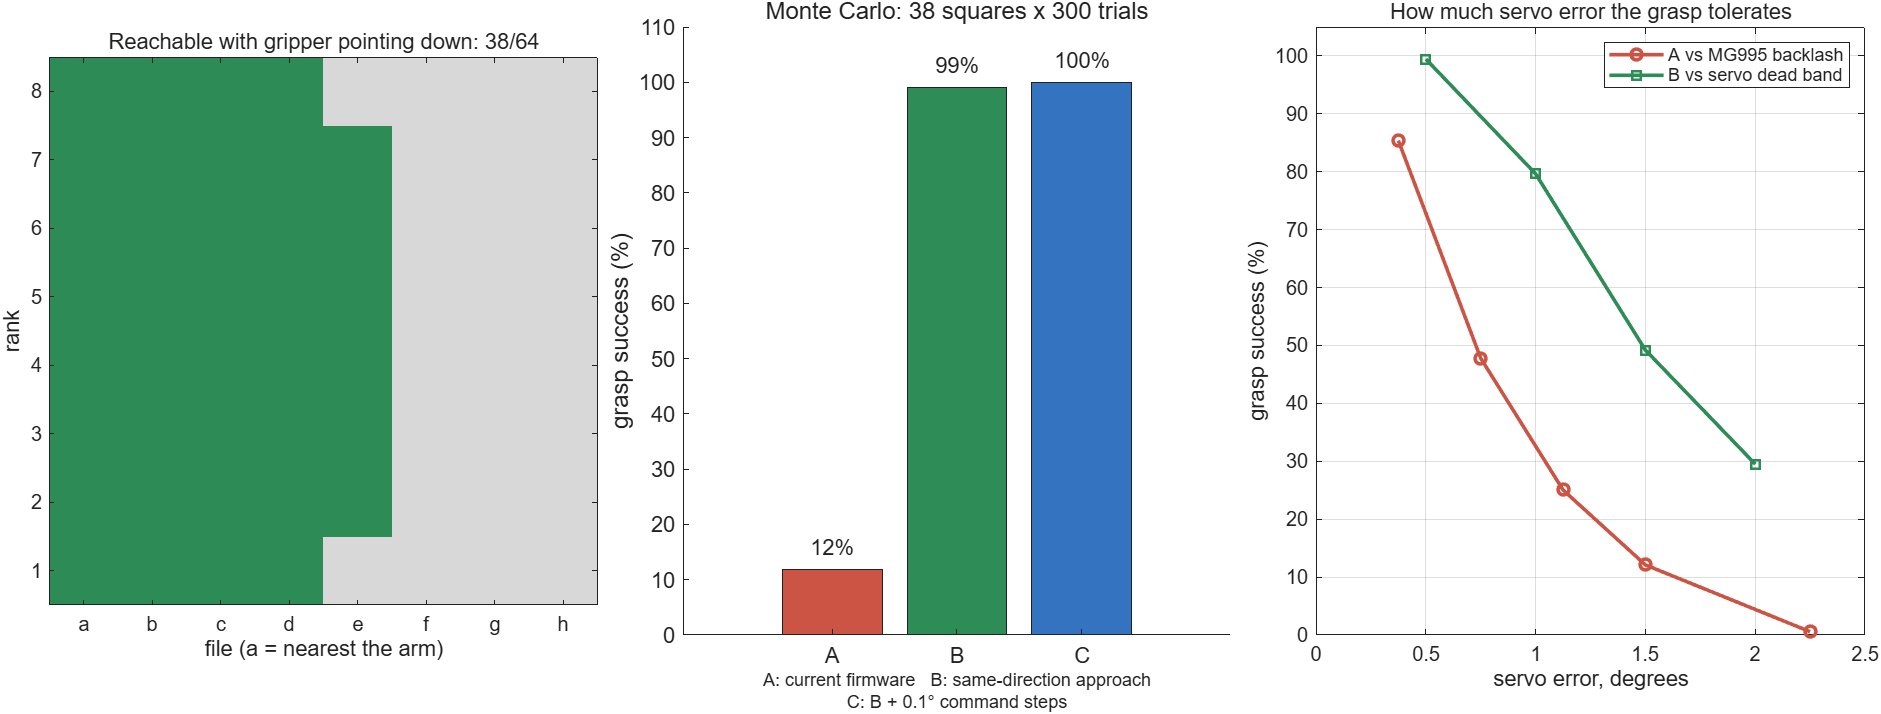 Reachable with gripper pointing down: 38/64
8
7
6
5
4
3
2
1
rank
a b c d e f g h
file (a = nearest the arm)
Monte Carlo: 38 squares x 300 trials
110
100
90
80
70
60
50
40
30
20
10
0
grasp success (%)
12%
99%
100%
A B C
A: current firmware B: same-direction approach
C: B + 0.1° command steps
How much servo error the grasp tolerates
A vs MG995 backlash
B vs servo dead band
100
90
80
70
60
50
40
30
20
10
0
grasp success (%)
0 0.5 1 1.5 2 2.5
servo error, degrees